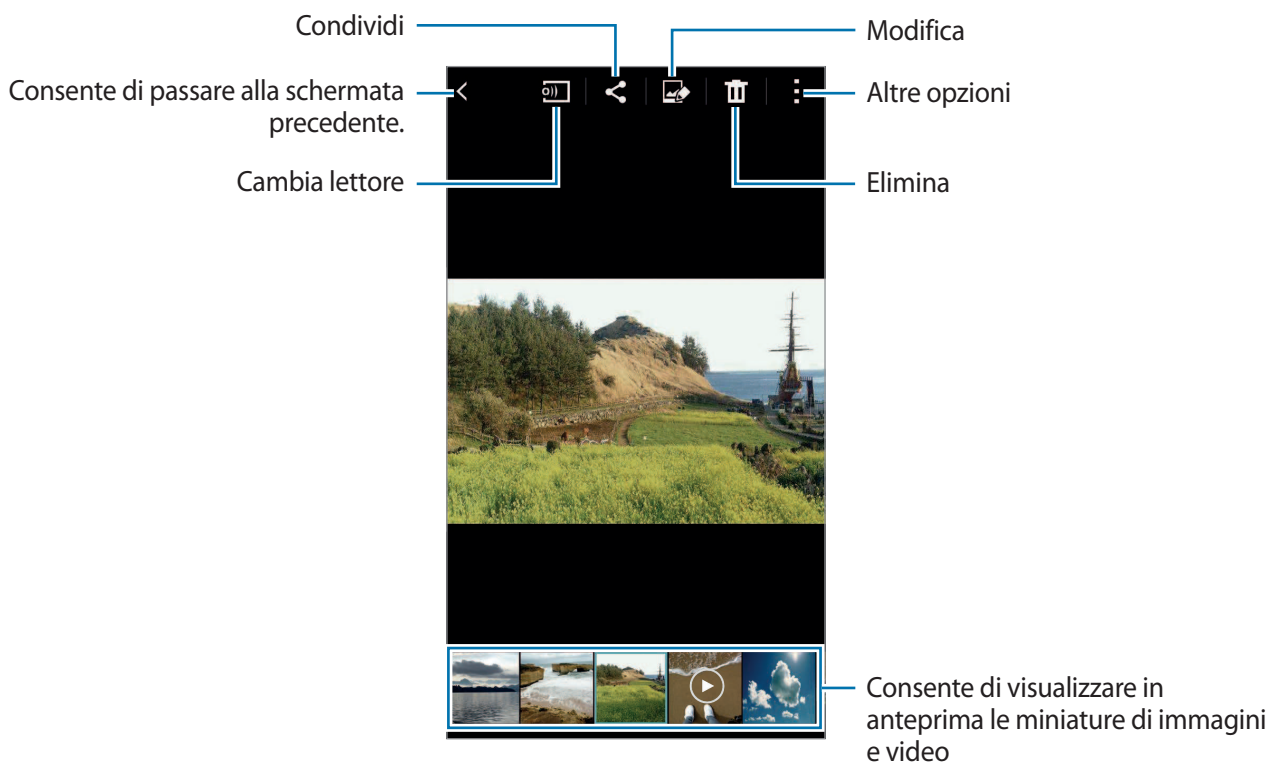 Condividi
Modifica
Consente di passare alla schermata
precedente.
Altre opzioni
Cambia lettore
Elimina
Consente di visualizzare in
anteprima le miniature di immagini
e video